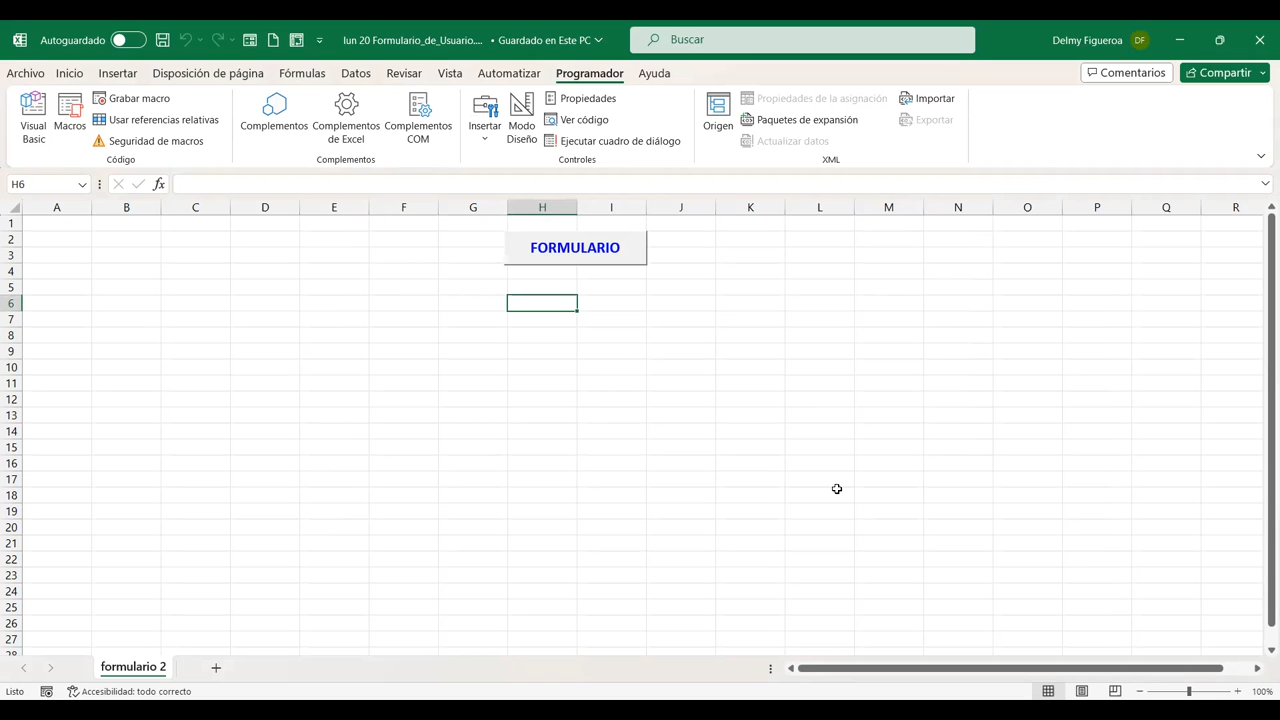 Autoguardado lun 20 Formulario_de_Usuario.... • Guardado en Este PC Buscar Delmy Figueroa DF
Archivo Inicio Insertar Disposición de página Fórmulas Datos Revisar Vista Automatizar Programador Ayuda Comentarios Compartir
Visual Basic
Macros
Grabar macro
Usar referencias relativas
Seguridad de macros
Código
Complementos
Complementos de Excel
Complementos COM
Complementos
Insertar
Modo Diseño
Propiedades
Ver código
Ejecutar cuadro de diálogo
Controles
Origen
Propiedades de la asignación
Paquetes de expansión
Actualizar datos
Importar
Exportar
XML
H6 fx
A B C D E F G H I J K L M N O P Q R
1
2
FORMULARIO
3
4
5
6
7
8
9
10
11
12
13
14
15
16
17
18
19
20
21
22
23
24
25
26
27
28
formulario 2
Listo Accesibilidad: todo correcto 100%